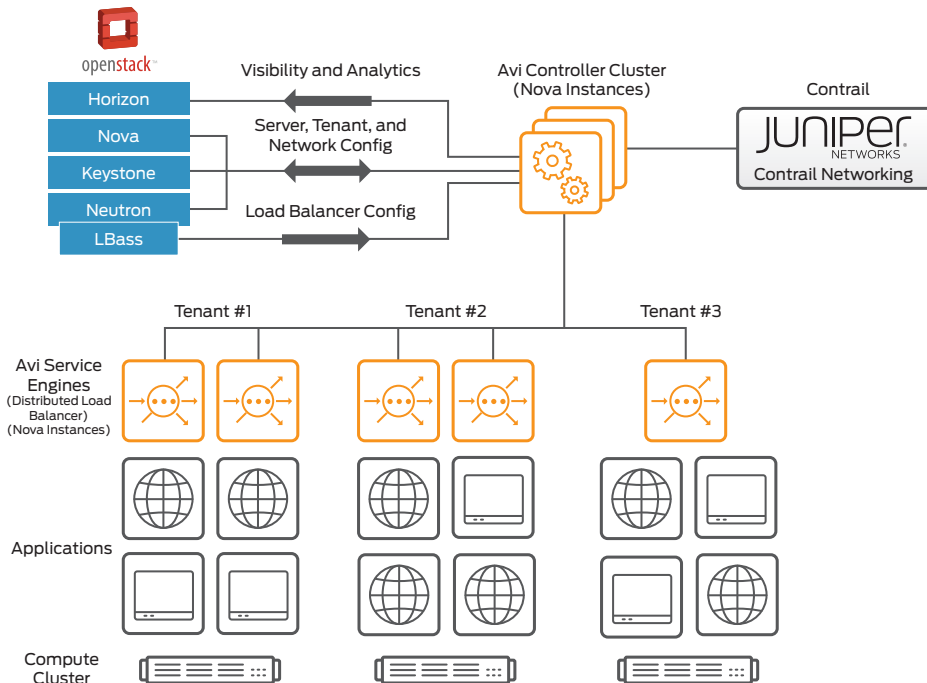 openstack™
Horizon
Nova
Keystone
Neutron
LBass
Visibility and Analytics
Server, Tenant, and
Network Config
Load Balancer Config
Avi Controller Cluster
(Nova Instances)
Contrail
JUNIPER
NETWORKS
Contrail Networking
Tenant #1
Tenant #2
Tenant #3
Avi Service
Engines
(Distributed Load
Balancer)
(Nova Instances)
Applications
Compute
Cluster